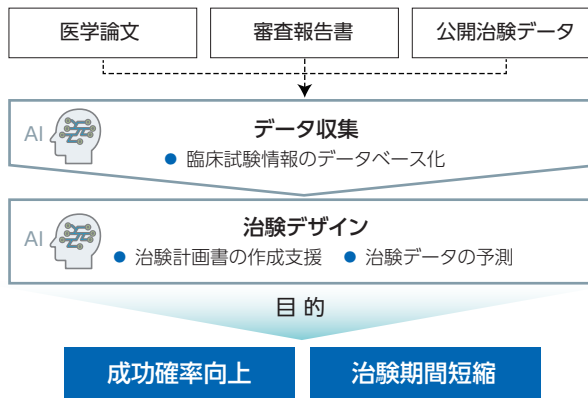 医学論文
審査報告書
公開治験データ
AI
データ収集
● 臨床試験情報のデータベース化
AI
治験デザイン
● 治験計画書の作成支援 ● 治験データの予測
目的
成功確率向上
治験期間短縮